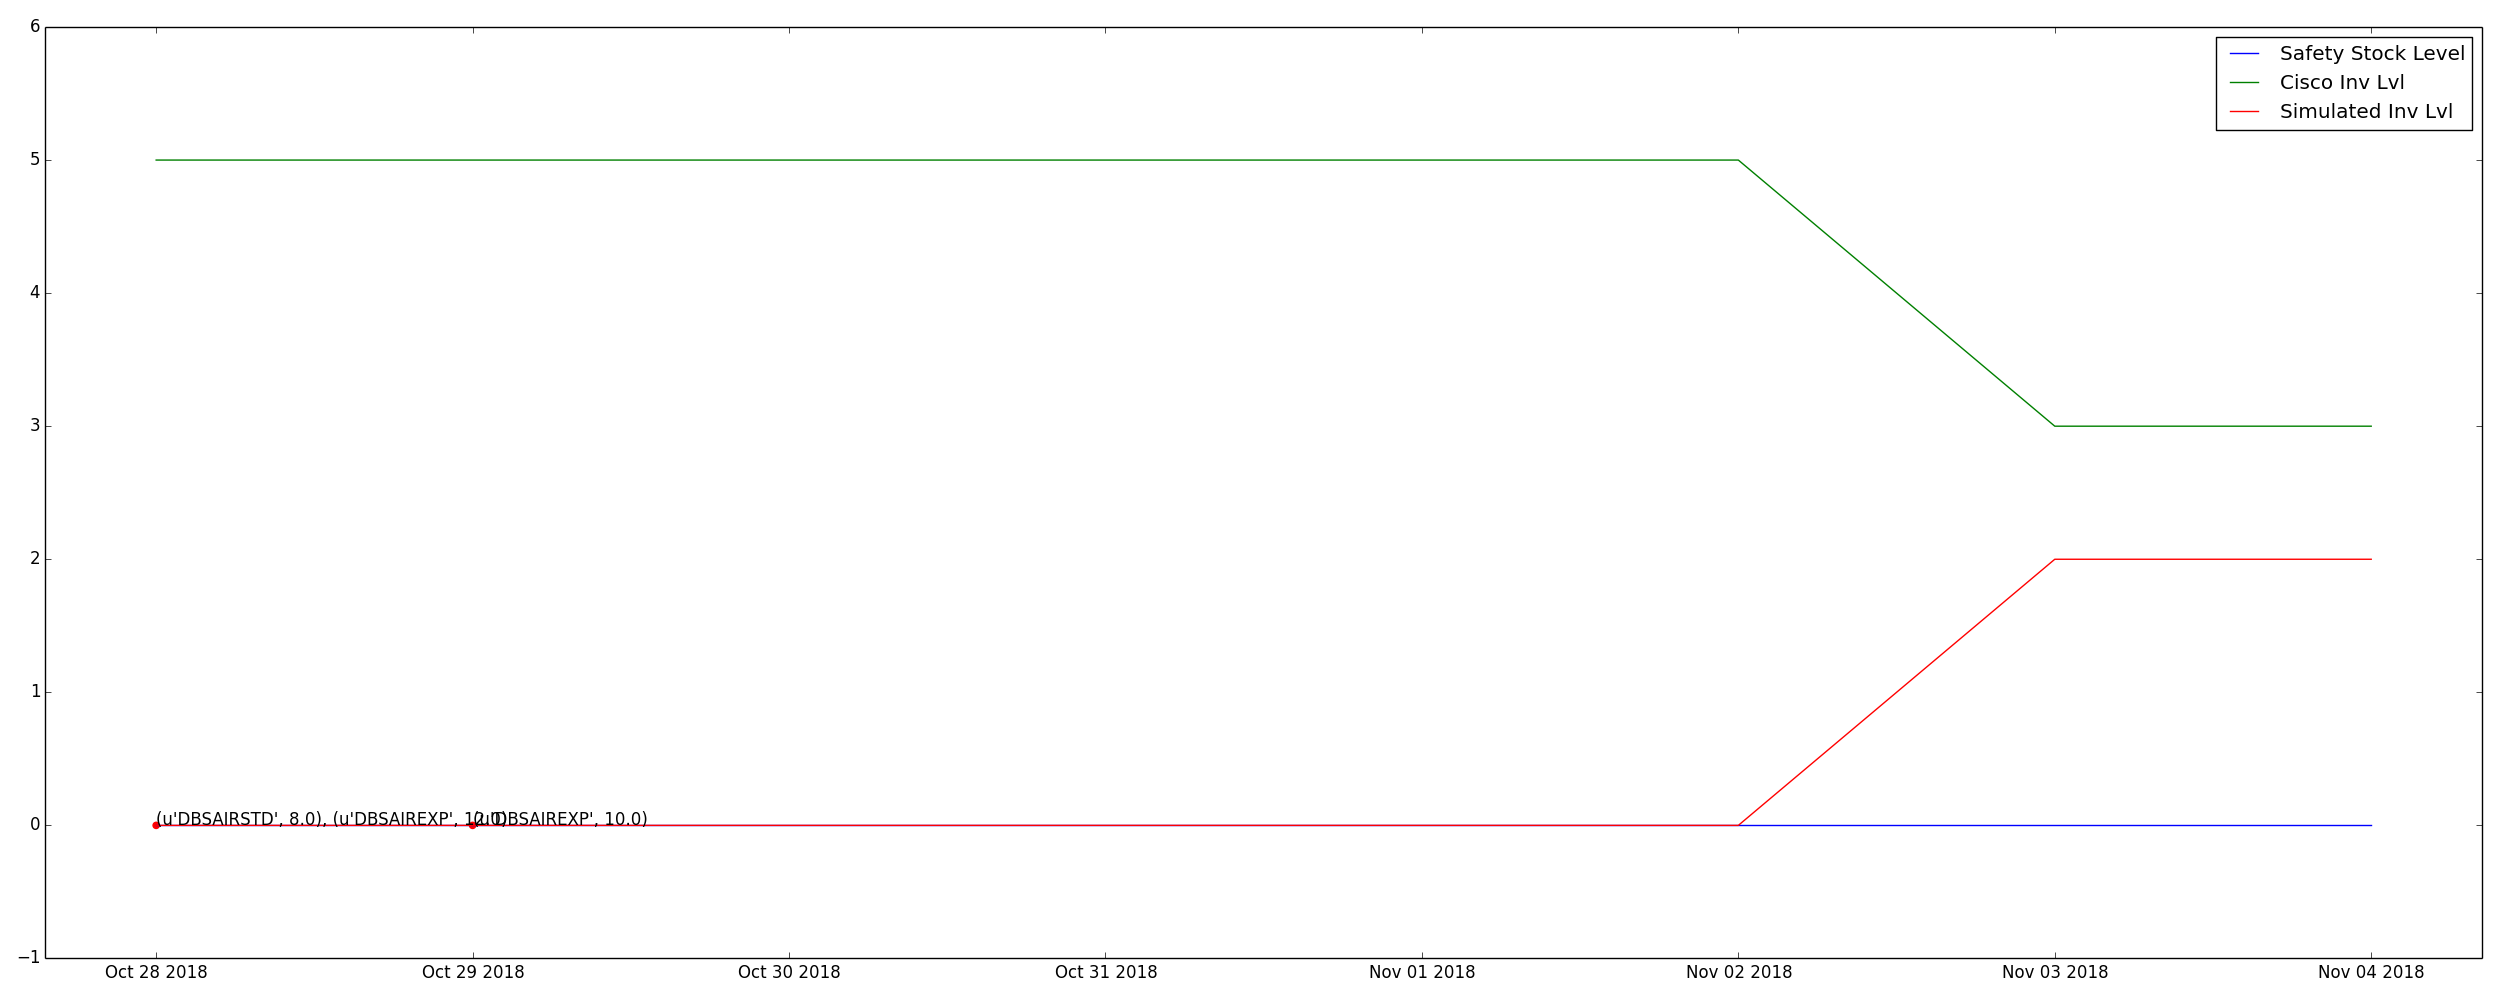 6
Safety Stock Level
Cisco Inv Lvl
Simulated Inv Lvl
5
4
3
2
1
(u'DBSAIRSTD', 8.0), (u'DBSAIREXP', 12.0)
(u'DBSAIREXP', 10.0)
0
−1
Oct 28 2018 Oct 29 2018 Oct 30 2018 Oct 31 2018 Nov 01 2018 Nov 02 2018 Nov 03 2018 Nov 04 2018